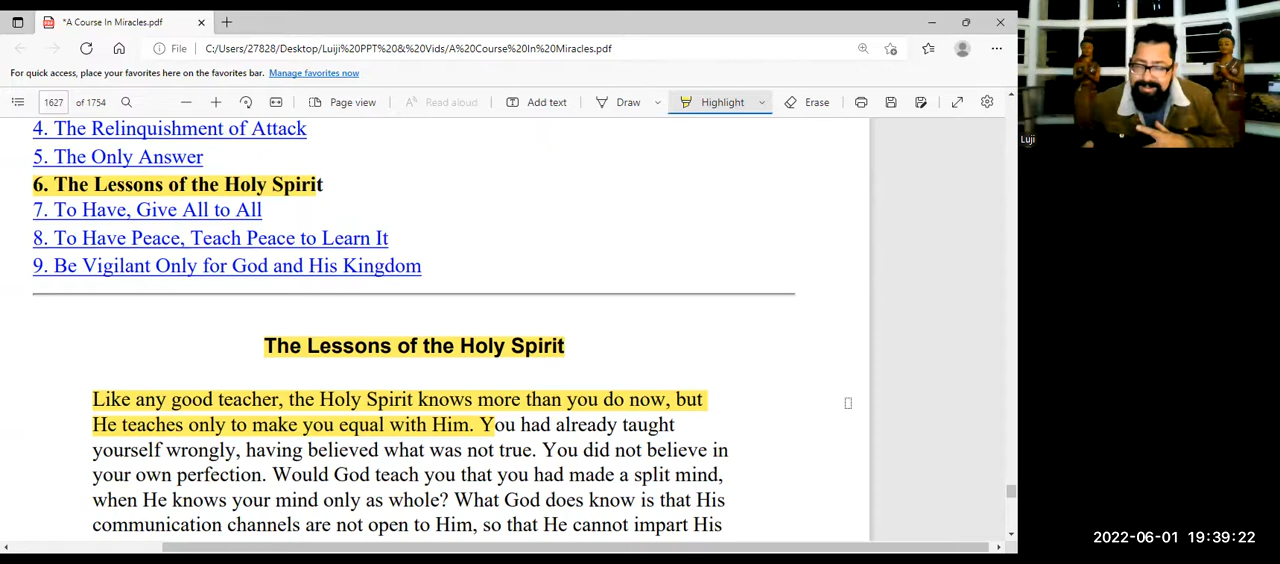 *A Course In Miracles.pdf
File C:/Users/27828/Desktop/Luiji%20PPT%20&%20Vids/A%20Course%20In%20Miracles.pdf
For quick access, place your favorites here on the favorites bar. Manage favorites now
1627 of 1754 Page view Read aloud Add text Draw Highlight Erase
4. The Relinquishment of Attack
5. The Only Answer
6. The Lessons of the Holy Spirit
7. To Have, Give All to All
8. To Have Peace, Teach Peace to Learn It
9. Be Vigilant Only for God and His Kingdom
The Lessons of the Holy Spirit
Like any good teacher, the Holy Spirit knows more than you do now, but
He teaches only to make you equal with Him. You had already taught
yourself wrongly, having believed what was not true. You did not believe in
your own perfection. Would God teach you that you had made a split mind,
when He knows your mind only as whole? What God does know is that His
communication channels are not open to Him, so that He cannot impart His
Luji
2022-06-01 19:39:22